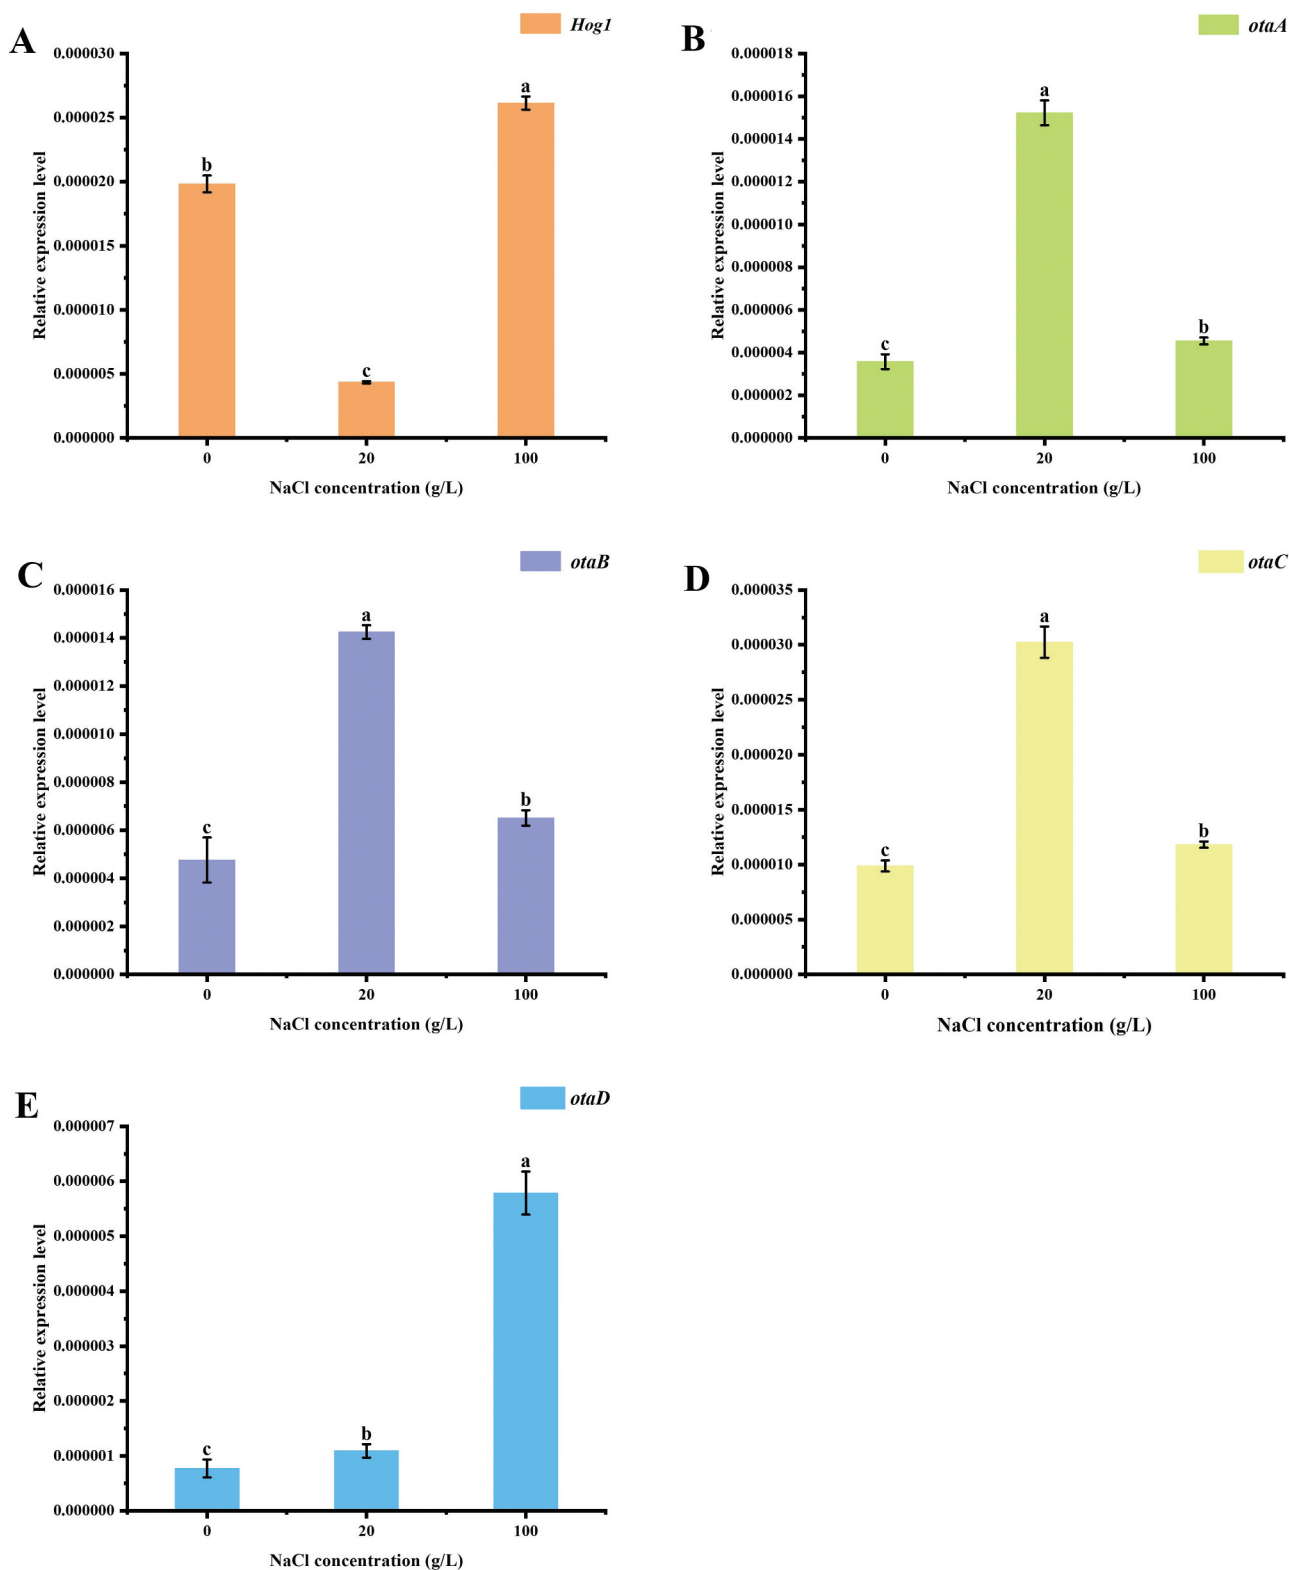 A
Hog1
0.000030
0.000025
0.000020
0.000015
0.000010
0.000005
0.000000
Relative expression level
b
c
a
0
20
100
NaCl concentration (g/L)
B
otaA
0.000018
0.000016
0.000014
0.000012
0.000010
0.000008
0.000006
0.000004
0.000002
0.000000
Relative expression level
c
a
b
0
20
100
NaCl concentration (g/L)
C
otaB
0.000016
0.000014
0.000012
0.000010
0.000008
0.000006
0.000004
0.000002
0.000000
Relative expression level
c
a
b
0
20
100
NaCl concentration (g/L)
D
otaC
0.000035
0.000030
0.000025
0.000020
0.000015
0.000010
0.000005
0.000000
Relative expression level
c
a
b
0
20
100
NaCl concentration (g/L)
E
otaD
0.000007
0.000006
0.000005
0.000004
0.000003
0.000002
0.000001
0.000000
Relative expression level
c
b
a
0
20
100
NaCl concentration (g/L)